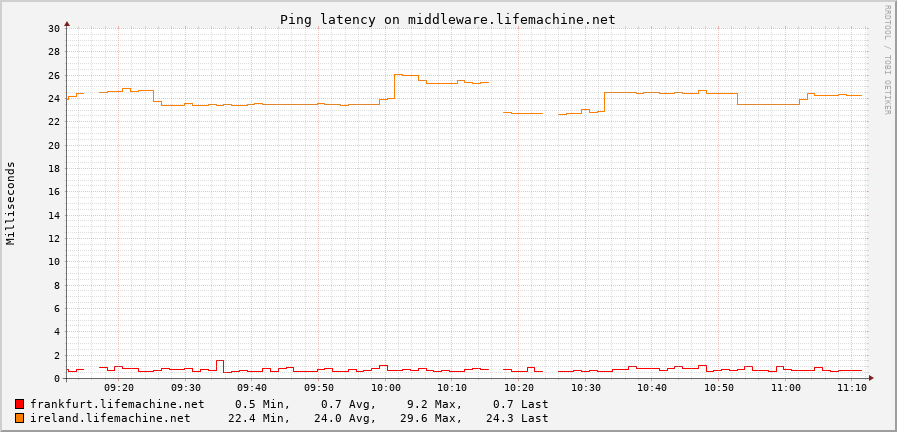 Ping latency on middleware.lifemachine.net
RRDTOOL / TOBI OETIKER
Milliseconds
30
28
26
24
22
20
18
16
14
12
10
8
6
4
2
0
09:20 09:30 09:40 09:50 10:00 10:10 10:20 10:30 10:40 10:50 11:00 11:10
frankfurt.lifemachine.net 0.5 Min, 0.7 Avg, 9.2 Max, 0.7 Last
ireland.lifemachine.net 22.4 Min, 24.0 Avg, 29.6 Max, 24.3 Last